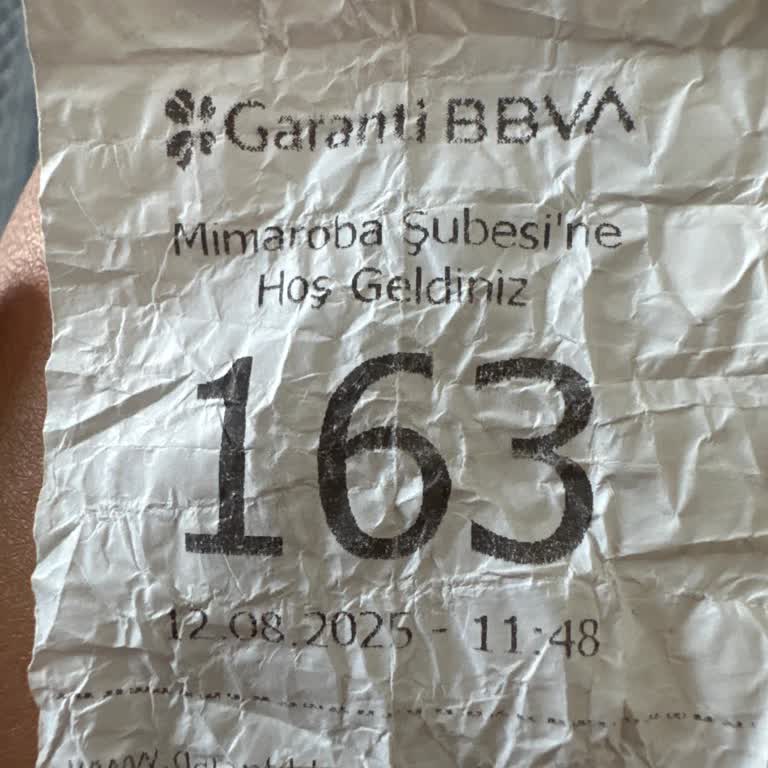 Garanti BBVA
Mimaroba Şubesi'ne
Hoş Geldiniz
163
12.08.2025 - 11:48